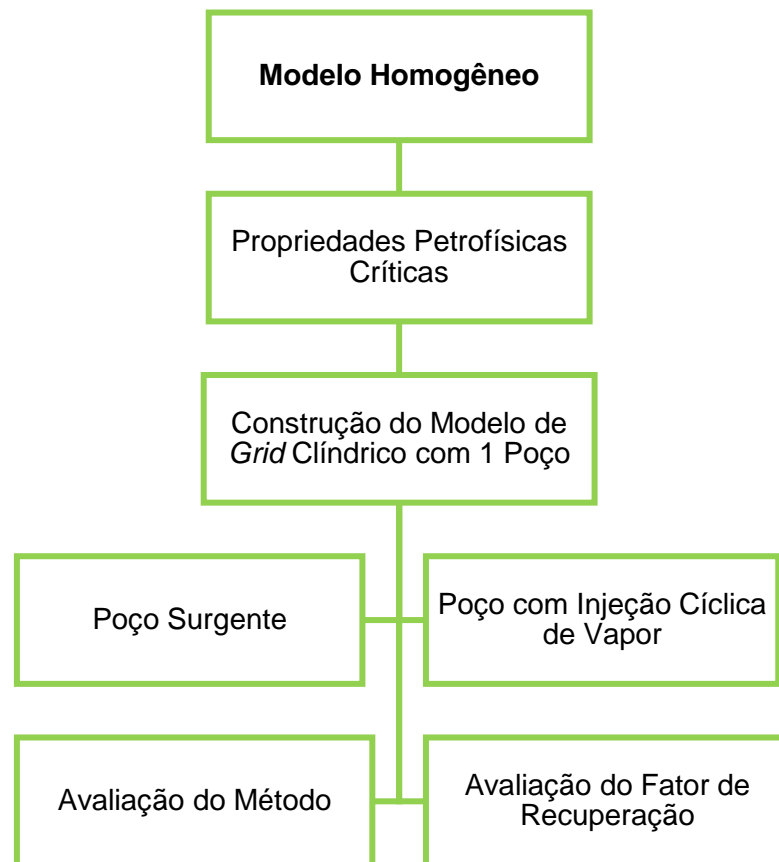 Modelo Homogêneo
Propriedades Petrofísicas
Críticas
Construção do Modelo de
Grid Clíndrico com 1 Poço
Poço Surgente
Poço com Injeção Cíclica
de Vapor
Avaliação do Método
Avaliação do Fator de
Recuperação